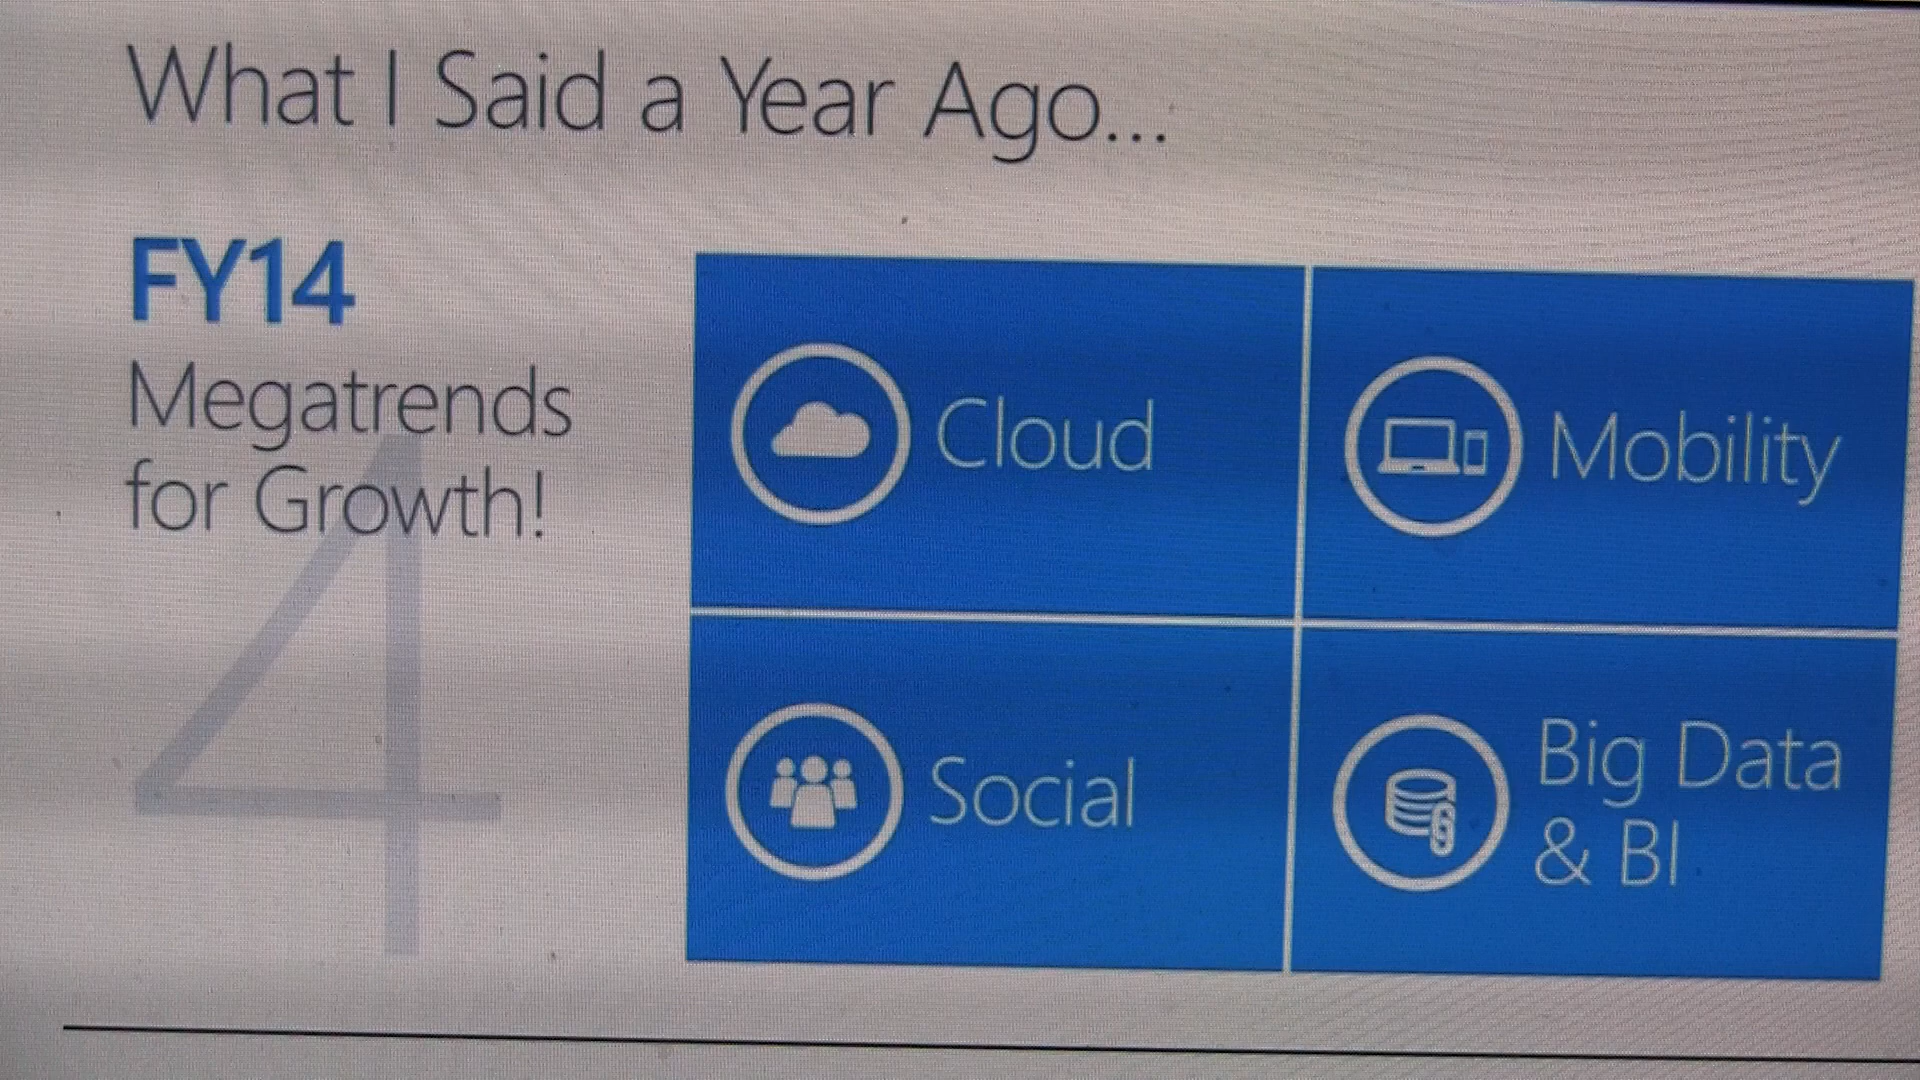 What I Said a Year Ago...
FY14
Megatrends
for Growth!
4
Cloud
Mobility
Social
Big Data
& BI